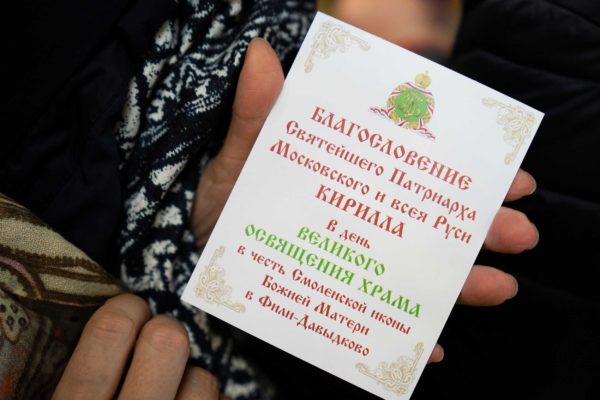 Благословение
Святейшего Патриарха
Московского и всея Руси
КИРИЛЛА
в день
ВЕЛИКОГО
ОСВЯЩЕНИЯ ХРАМА
в честь Смоленской иконы
Божией Матери
в Фили-Давыдково